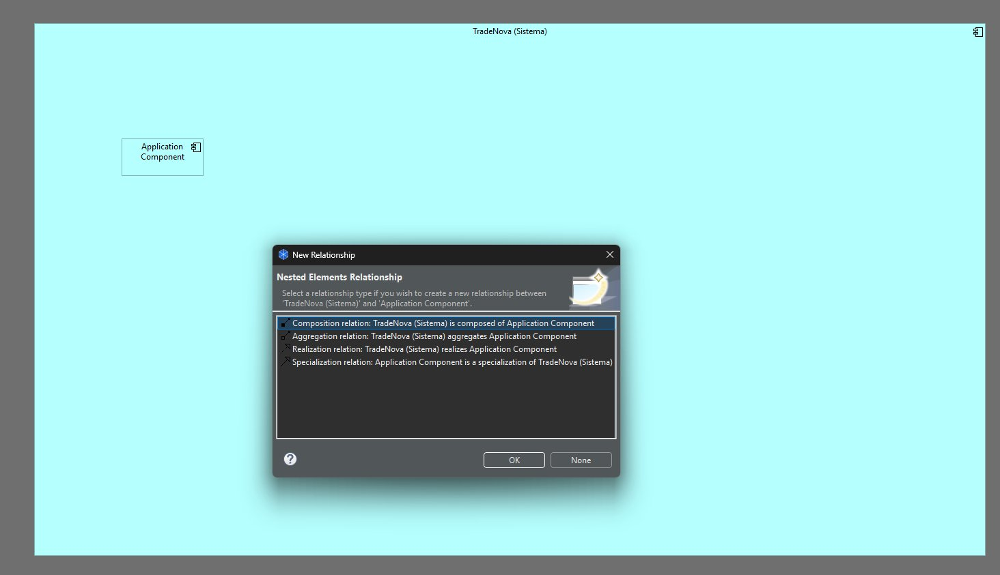 TradeNova (Sistema)
Application
Component
New Relationship
Nested Elements Relationship
Select a relationship type if you wish to create a new relationship between
'TradeNova (Sistema)' and 'Application Component'.
Composition relation: TradeNova (Sistema) is composed of Application Component
Aggregation relation: TradeNova (Sistema) aggregates Application Component
Realization relation: TradeNova (Sistema) realizes Application Component
Specialization relation: Application Component is a specialization of TradeNova (Sistema)
?
OK
None